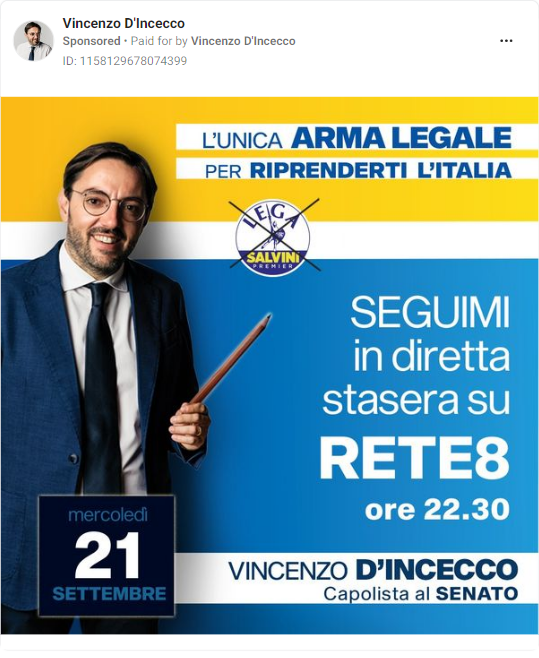 Vincenzo D'Incecco
Sponsored • Paid for by Vincenzo D'Incecco
ID: 1158129678074399
L'UNICA ARMA LEGALE
PER RIPRENDERTI L'ITALIA
LEGA
SALVINI
PREMIER
SEGUIMI
in diretta
stasera su
RETE8
ore 22.30
mercoledì
21
SETTEMBRE
VINCENZO D'INCECCO
Capolista al SENATO